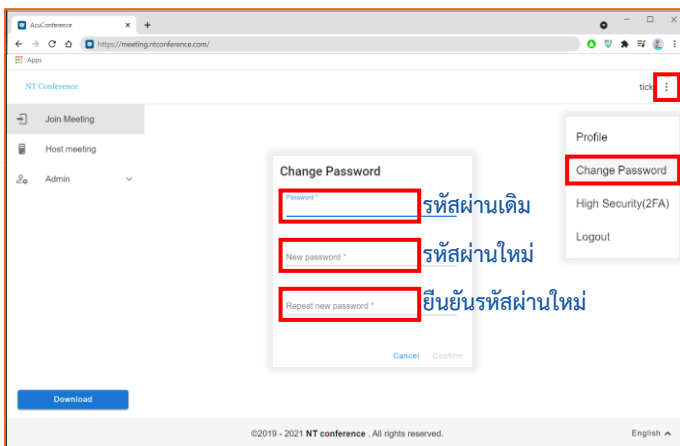 AcuConference
https://meeting.ntconference.com/
Apps
NT Conference
tick
Join Meeting
Host meeting
Admin
Profile
Change Password
High Security(2FA)
Logout
Change Password
Password *
รหัสผ่านเดิม
New password *
รหัสผ่านใหม่
Repeat new password *
ยืนยันรหัสผ่านใหม่
Cancel Confirm
Download
©2019 - 2021 NT conference . All rights reserved.
English